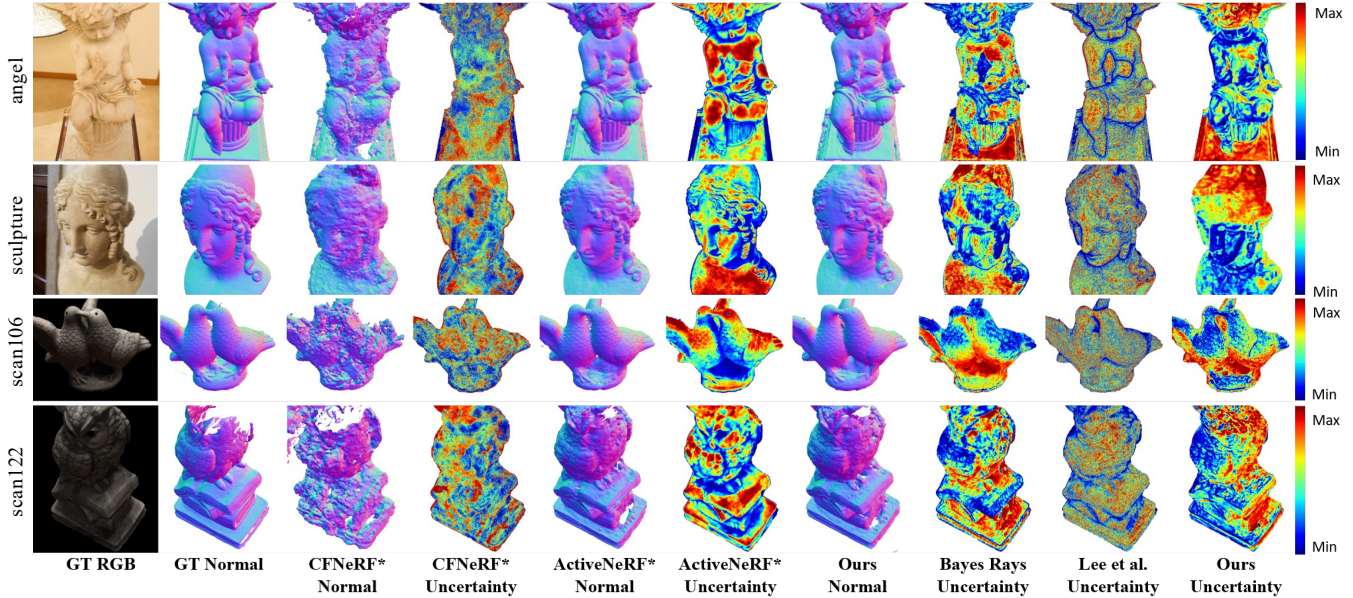 angel
Max
Min
sculpture
Max
Min
scan106
Max
Min
scan122
Max
Min
GT RGB GT Normal CFNeRF* CFNeRF* ActiveNeRF* ActiveNeRF* Ours Bayes Rays Lee et al. Ours
Normal Uncertainty Normal Uncertainty Normal Uncertainty Uncertainty Uncertainty